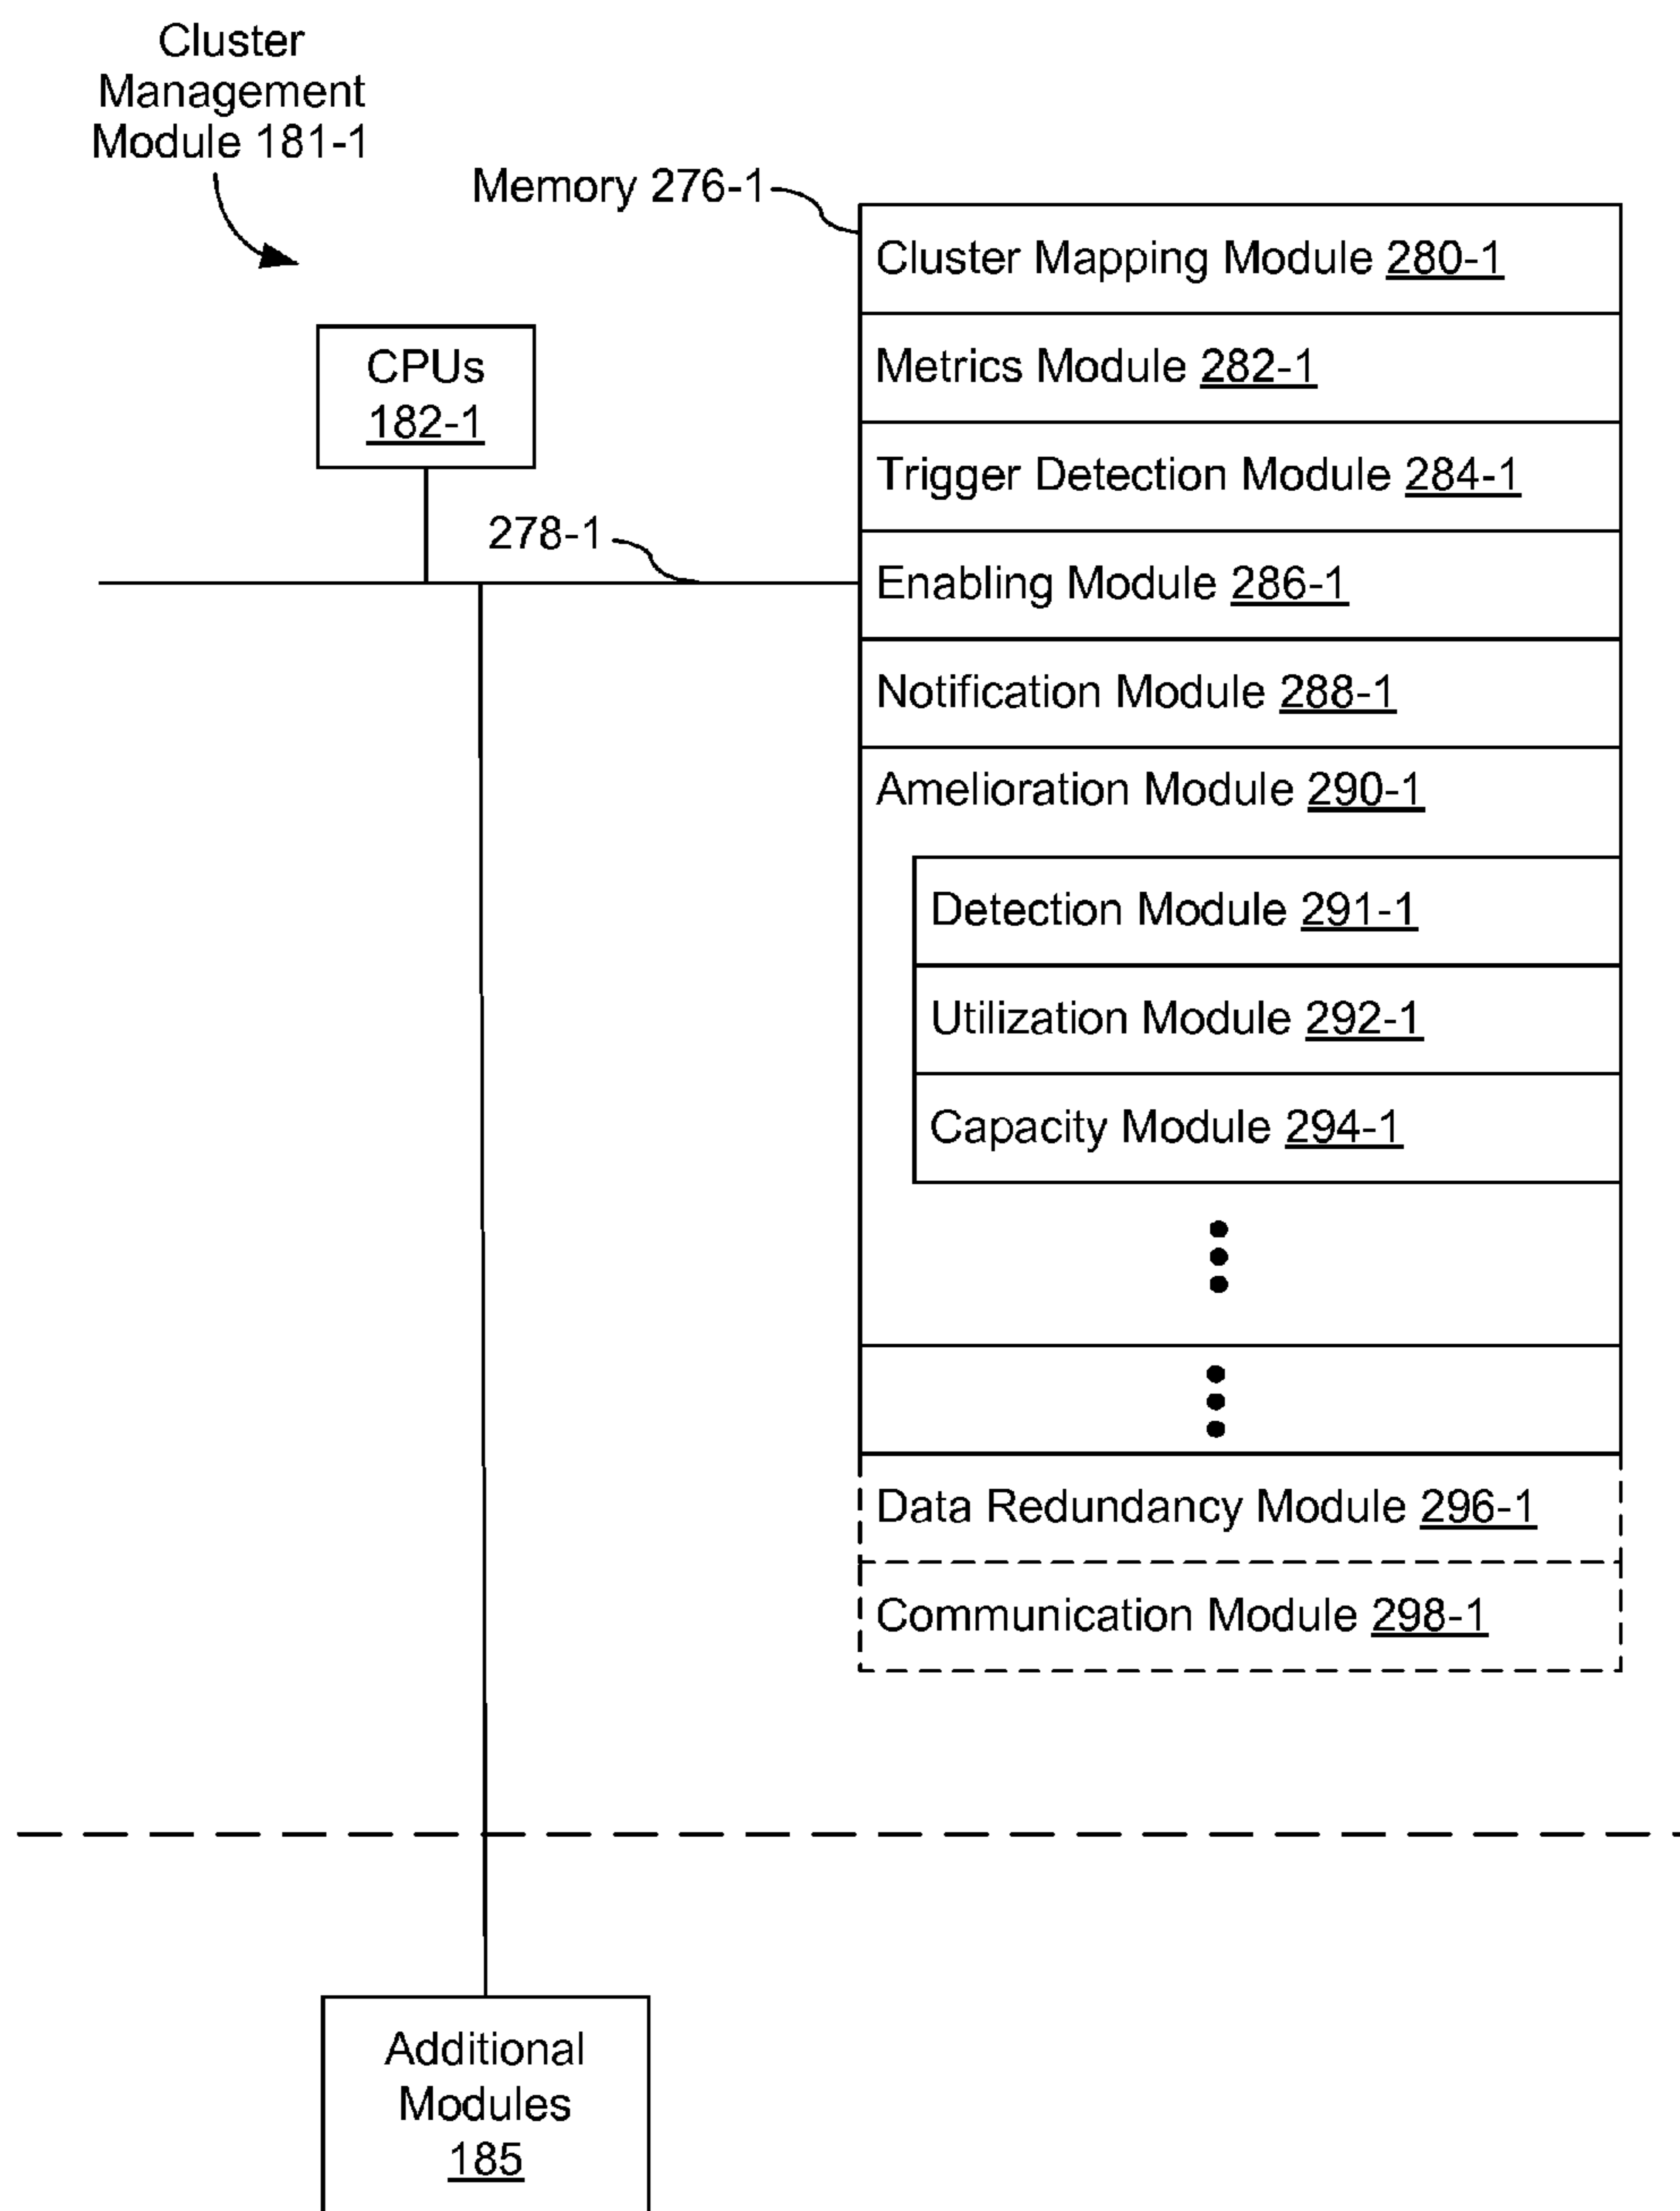 Cluster
Management
Module 181-1
Memory 276-1
Cluster Mapping Module 280-1
CPUs
182-1
Metrics Module 282-1
Trigger Detection Module 284-1
278-1
Enabling Module 286-1
Notification Module 288-1
Amelioration Module 290-1
Detection Module 291-1
Utilization Module 292-1
Capacity Module 294-1
Data Redundancy Module 296-1
Communication Module 298-1
Additional
Modules
185